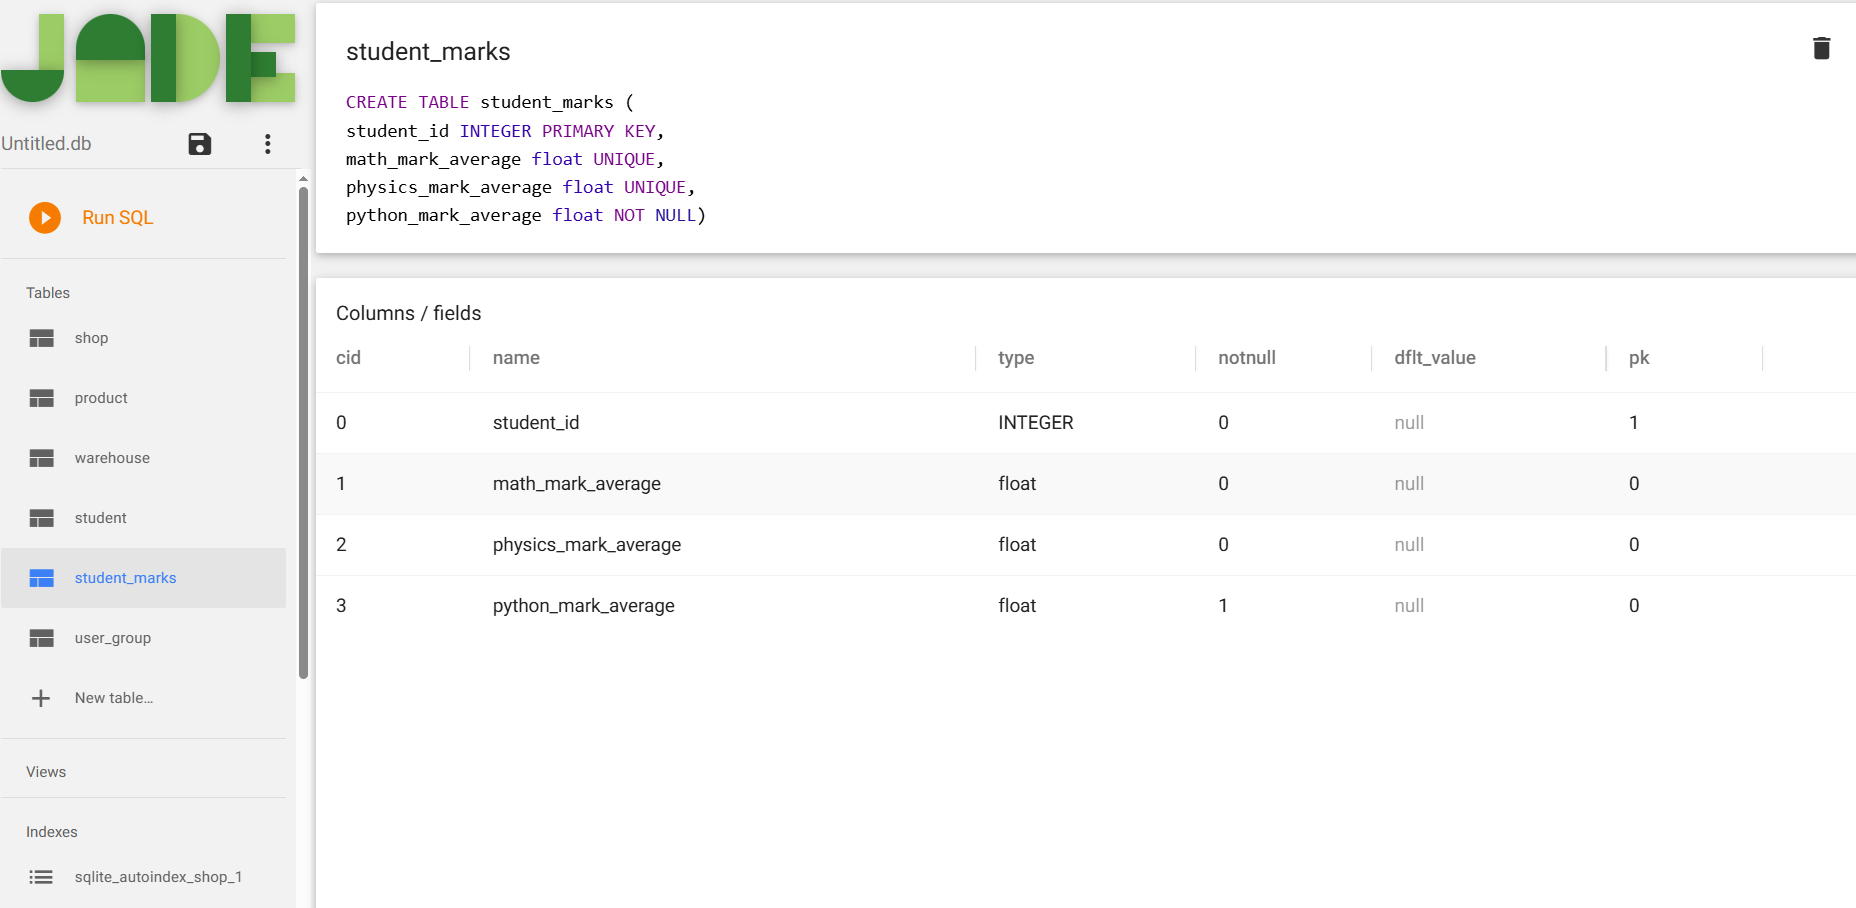 JADE
Untitled.db
Run SQL
Tables
shop
product
warehouse
student
student_marks
user_group
New table...
Views
Indexes
sqlite_autoindex_shop_1
student_marks
CREATE TABLE student_marks (
student_id INTEGER PRIMARY KEY,
math_mark_average float UNIQUE,
physics_mark_average float UNIQUE,
python_mark_average float NOT NULL)
Columns / fields
cid name type notnull dflt_value pk
0 student_id INTEGER 0 null 1
1 math_mark_average float 0 null 0
2 physics_mark_average float 0 null 0
3 python_mark_average float 1 null 0